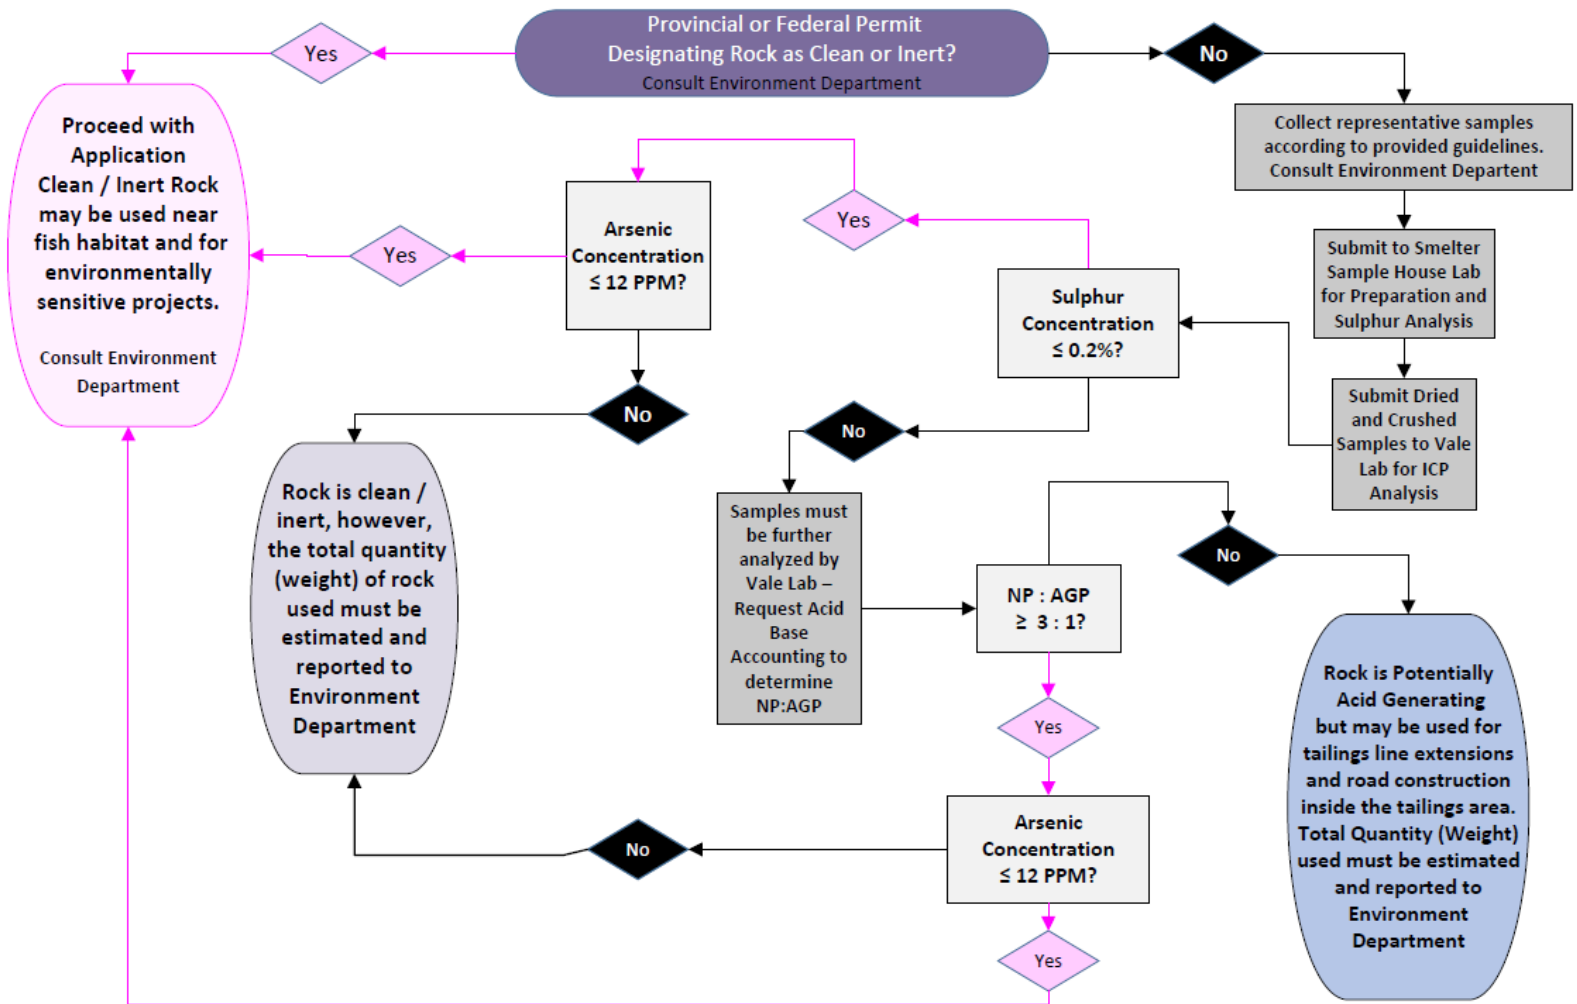 Provincial or Federal Permit
Designating Rock as Clean or Inert?
Consult Environment Department
Yes
No
Proceed with
Application
Clean / Inert Rock
may be used near
fish habitat and for
environmentally
sensitive projects.
Consult Environment
Department
Collect representative samples
according to provided guidelines.
Consult Environment Departent
Submit to Smelter
Sample House Lab
for Preparation and
Sulphur Analysis
Submit Dried
and Crushed
Samples to Vale
Lab for ICP
Analysis
Sulphur
Concentration
≤ 0.2%?
Yes
Arsenic
Concentration
≤ 12 PPM?
Yes
No
Rock is clean /
inert, however,
the total quantity
(weight) of rock
used must be
estimated and
reported to
Environment
Department
No
Samples must
be further
analyzed by
Vale Lab –
Request Acid
Base
Accounting to
determine
NP:AGP
NP : AGP
≥ 3 : 1?
No
Rock is Potentially
Acid Generating
but may be used for
tailings line extensions
and road construction
inside the tailings area.
Total Quantity (Weight)
used must be estimated
and reported to
Environment
Department
Yes
Arsenic
Concentration
≤ 12 PPM?
No
Yes